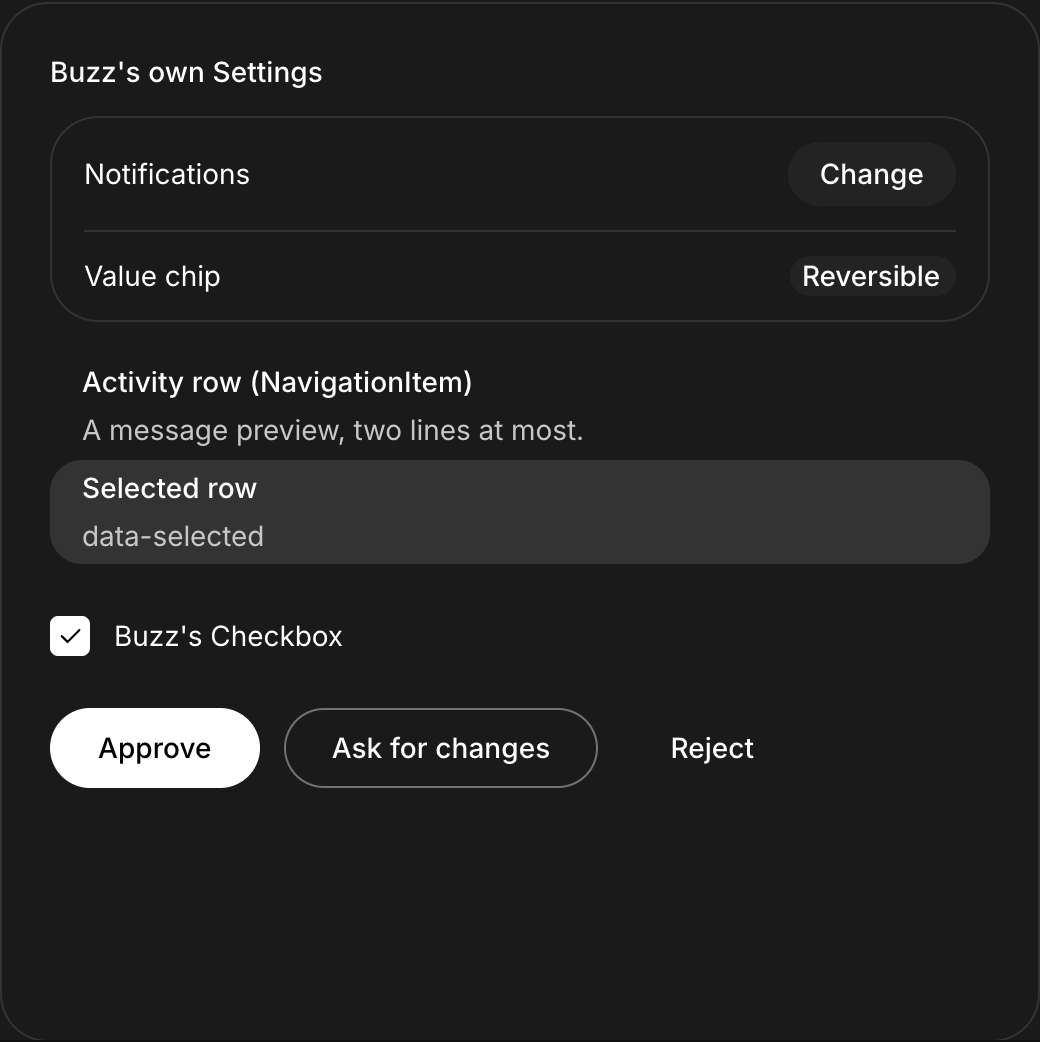 Buzz's own Settings
Notifications
Change
Value chip
Reversible
Activity row (NavigationItem)
A message preview, two lines at most.
Selected row
data-selected
Buzz's Checkbox
Approve
Ask for changes
Reject